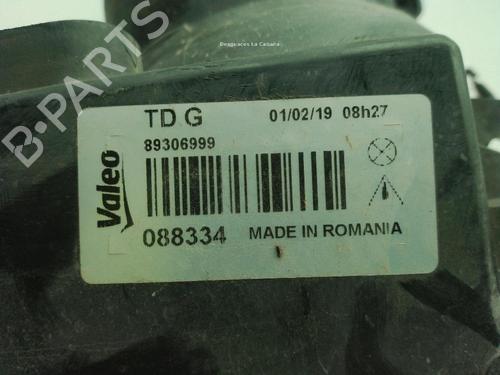 Desguaces La Cabaña
B-PARTS
TD G 01/02/19 08h27
89306999
Valeo
088334 MADE IN ROMANIA